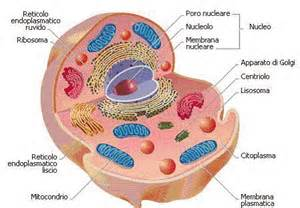 Reticolo
endoplasmatico
ruvido
Ribosoma
Poro nucleare
Nucleolo
Membrana
nucleare
Nucleo
Apparato di Golgi
Centriolo
Lisosoma
Reticolo
endoplasmatico
liscio
Mitocondrio
Citoplasma
Membrana
plasmatica